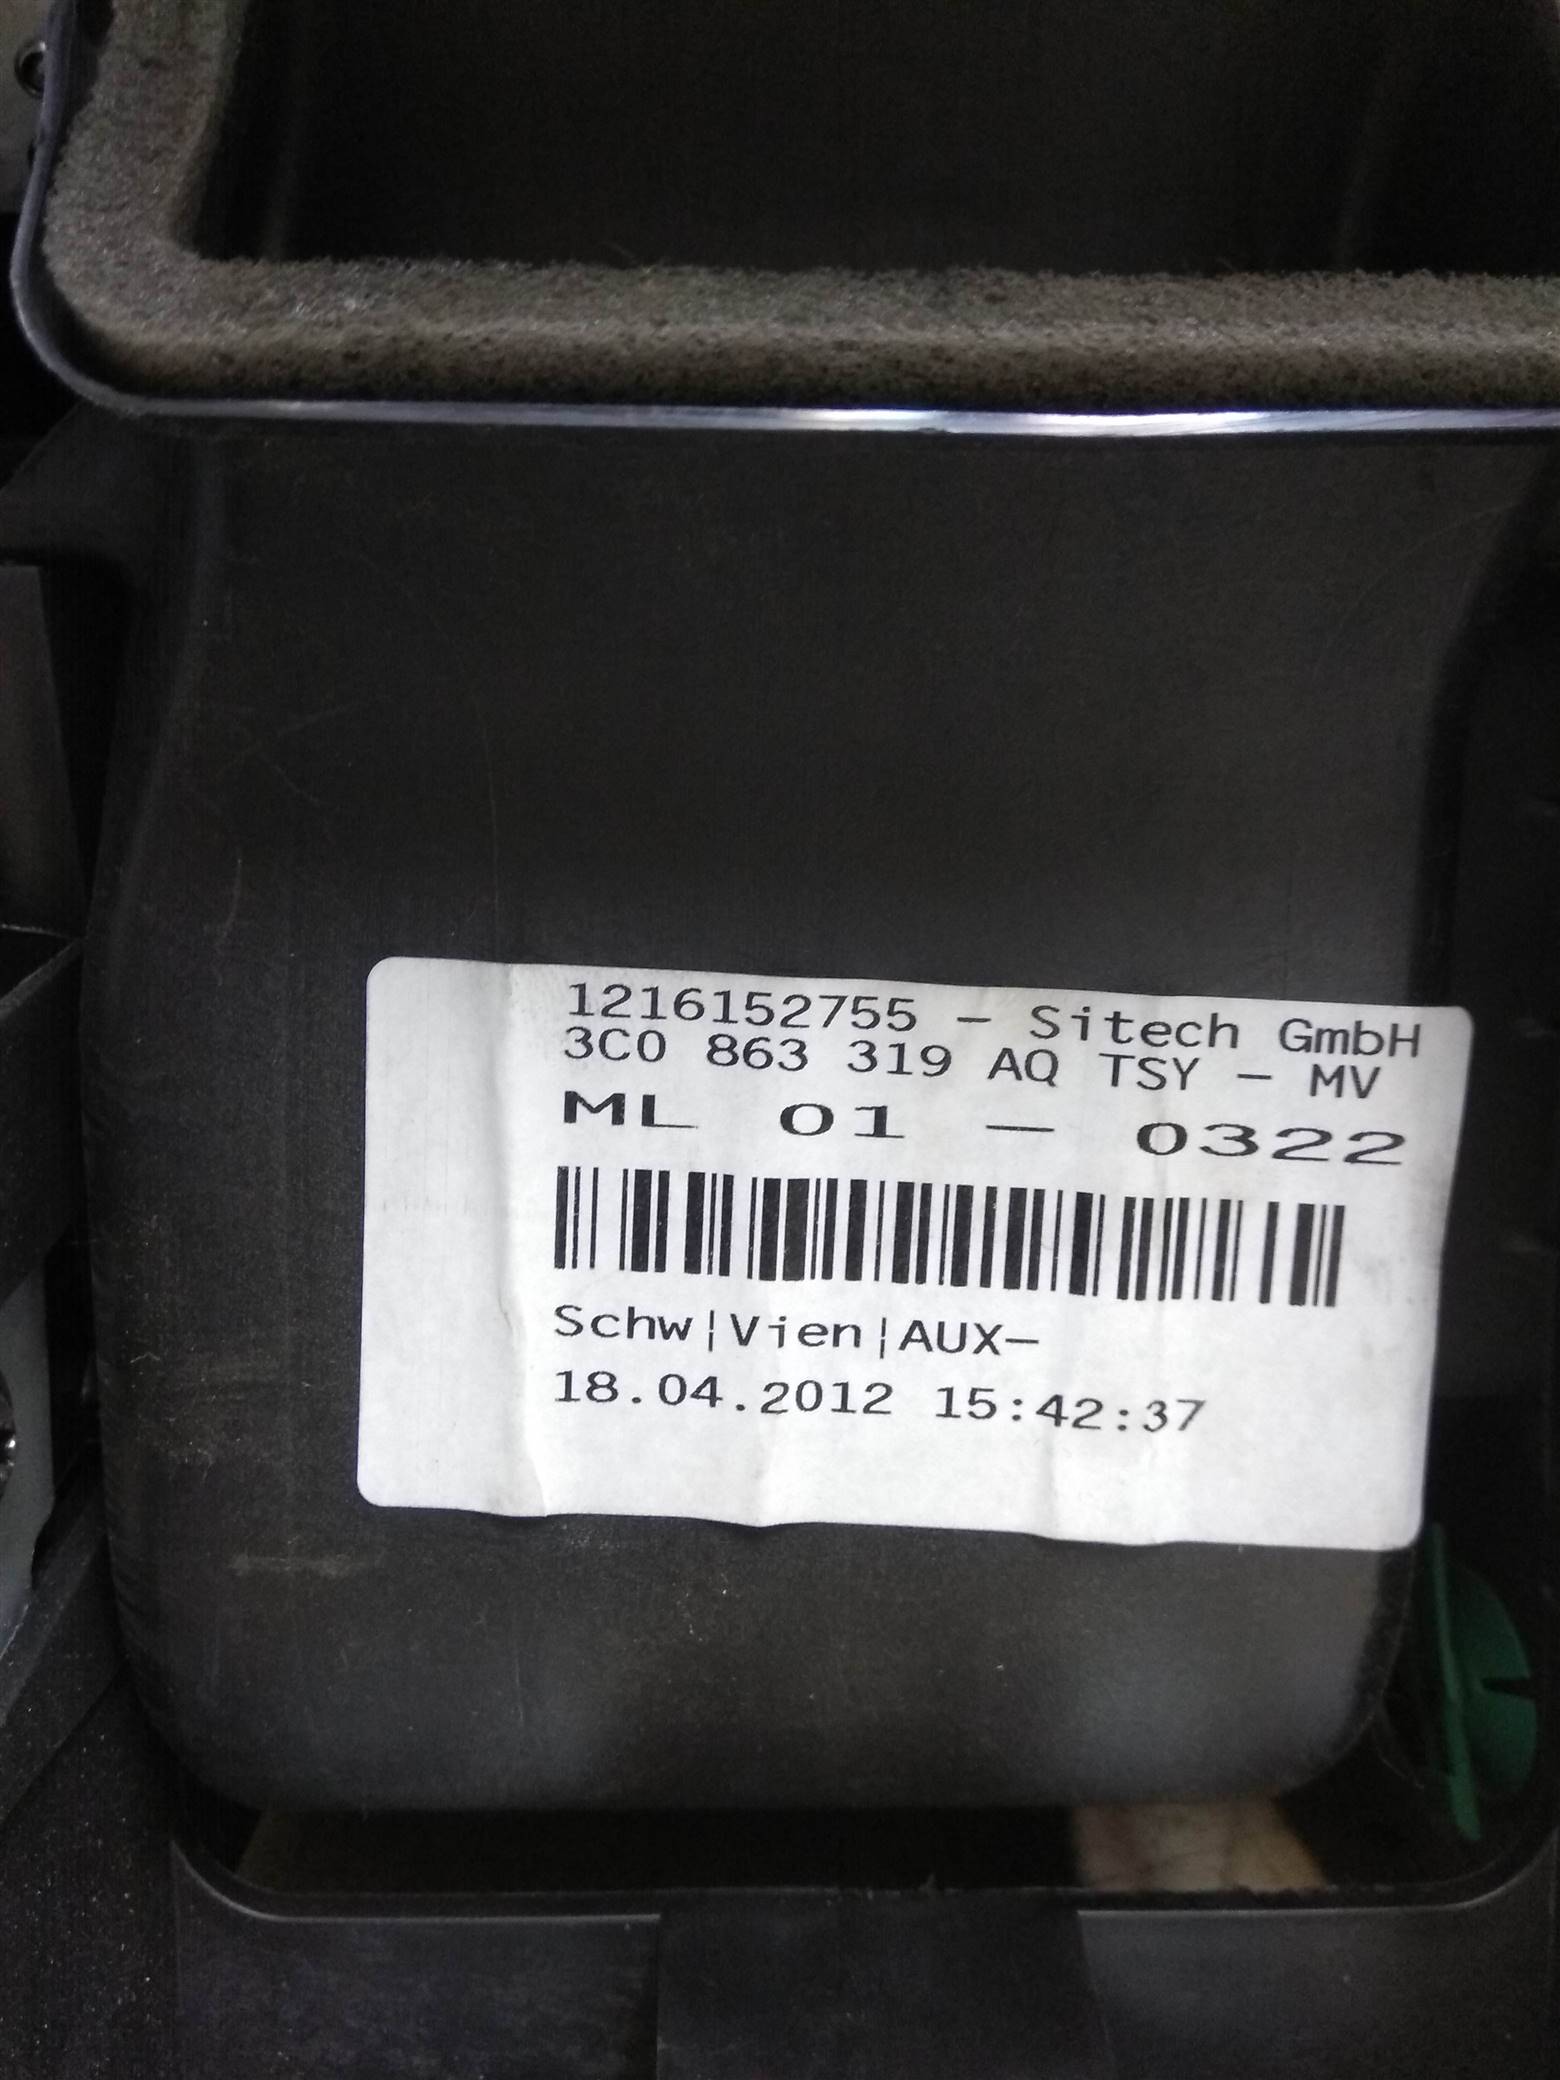 1216152755 – Sitech GmbH
3C0 863 319 AQ TSY – MV
ML 01 – 0322
Schw¦Vien¦AUX–
18.04.2012 15:42:37